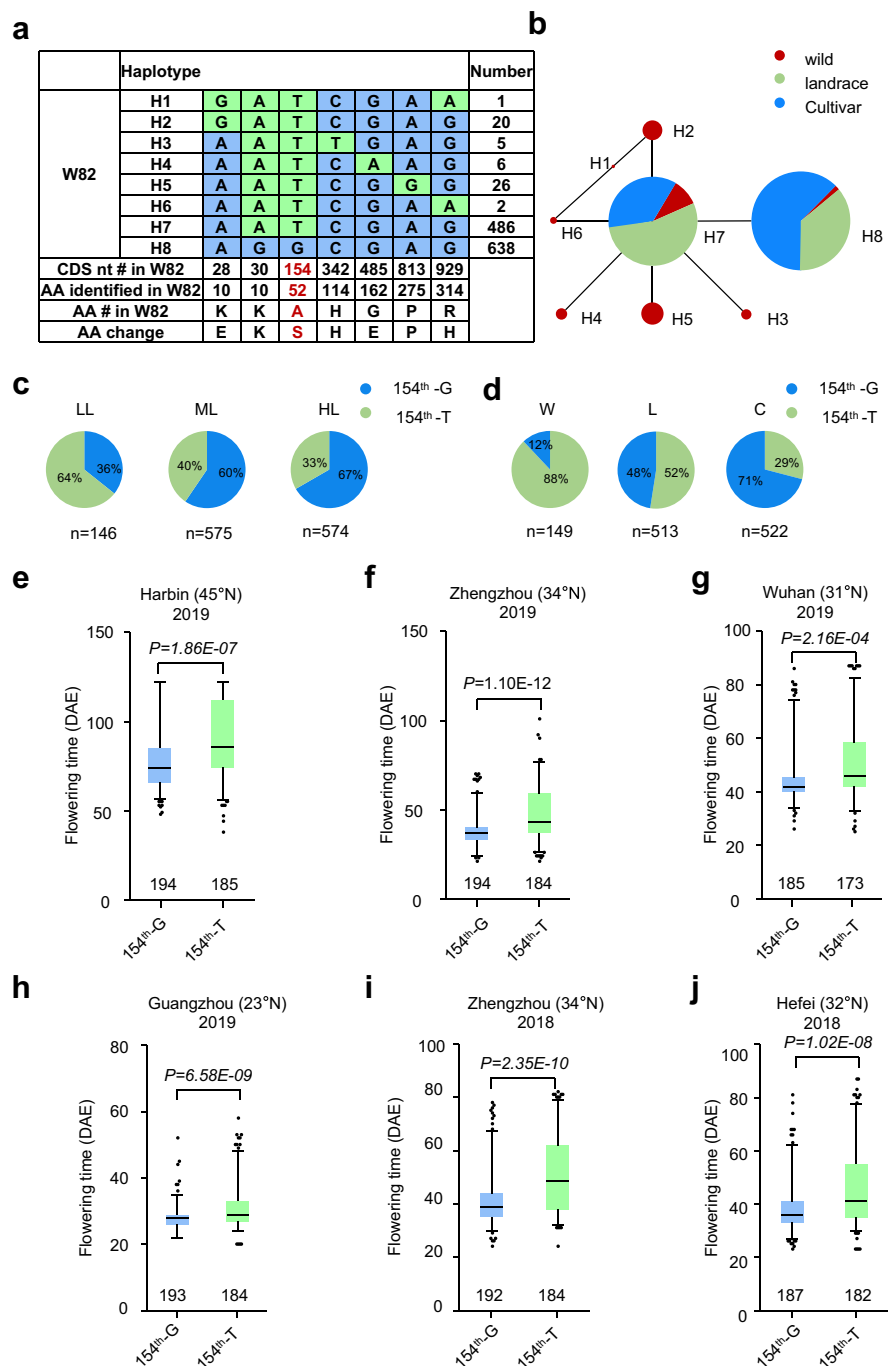 a
Haplotype Number
W82
H1 G A T C G A A 1
H2 G A T C G A G 20
H3 A A T T G A G 5
H4 A A T C A A G 6
H5 A A T C G G G 26
H6 A A T C G A A 2
H7 A A T C G A G 486
H8 A G G C G A G 638
CDS nt # in W82 28 30 154 342 485 813 929
AA identified in W82 10 10 52 114 162 275 314
AA # in W82 K K A H G P R
AA change E K S H E P H
b
wild
landrace
Cultivar
H2
H1
H6
H7
H8
H4
H5
H3
c
154th -G
154th -T
LL ML HL
64% 36%
40% 60%
33% 67%
n=146 n=575 n=574
d
154th -G
154th -T
W L C
12% 88%
48% 52%
29% 71%
n=149 n=513 n=522
e
Harbin (45°N)
2019
P=1.86E-07
Flowering time (DAE)
150
100
50
0
194 185
154th-G 154th-T
f
Zhengzhou (34°N)
2019
P=1.10E-12
Flowering time (DAE)
150
100
50
0
194 184
154th-G 154th-T
g
Wuhan (31°N)
2019
P=2.16E-04
Flowering time (DAE)
100
80
60
40
20
0
185 173
154th-G 154th-T
h
Guangzhou (23°N)
2019
P=6.58E-09
Flowering time (DAE)
80
60
40
20
0
193 184
154th-G 154th-T
i
Zhengzhou (34°N)
2018
P=2.35E-10
Flowering time (DAE)
100
80
60
40
20
0
192 184
154th-G 154th-T
j
Hefei (32°N)
2018
P=1.02E-08
Flowering time (DAE)
100
80
60
40
20
0
187 182
154th-G 154th-T